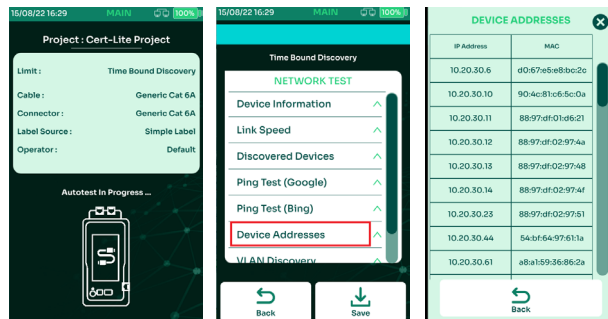 15/08/22 16:29 MAIN 100%
Project : Cert-Lite Project
Limit : Time Bound Discovery
Cable : Generic Cat 6A
Connector : Generic Cat 6A
Label Source : Simple Label
Operator : Default
Autotest In Progress ...
15/08/22 16:29 MAIN 100%
Time Bound Discovery
NETWORK TEST
Device Information
Link Speed
Discovered Devices
Ping Test (Google)
Ping Test (Bing)
Device Addresses
VLAN Discovery
Back Save
DEVICE ADDRESSES
IP Address MAC
10.20.30.6 d0:67:e5:e8:bc:2c
10.20.30.10 90:4c:81:c6:5c:0a
10.20.30.11 88:97:df:01:d6:21
10.20.30.12 88:97:df:02:97:4a
10.20.30.13 88:97:df:02:97:48
10.20.30.14 88:97:df:02:97:4f
10.20.30.23 88:97:df:02:97:51
10.20.30.44 54:bf:64:97:61:1a
10.20.30.61 a8:a1:59:36:86:2a
Back